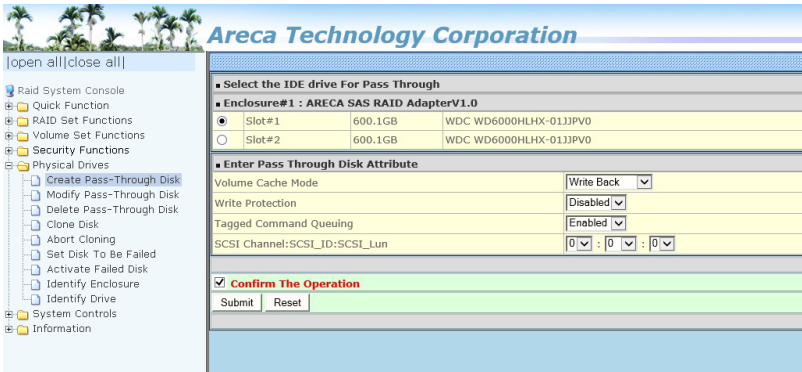 Areca Technology Corporation
|open all|close all|
Raid System Console
Quick Function
RAID Set Functions
Volume Set Functions
Security Functions
Physical Drives
Create Pass-Through Disk
Modify Pass-Through Disk
Delete Pass-Through Disk
Clone Disk
Abort Cloning
Set Disk To Be Failed
Activate Failed Disk
Identify Enclosure
Identify Drive
System Controls
Information
Select the IDE drive For Pass Through
Enclosure#1 : ARECA SAS RAID AdapterV1.0
Slot#1 600.1GB WDC WD6000HLHX-01JJPV0
Slot#2 600.1GB WDC WD6000HLHX-01JJPV0
Enter Pass Through Disk Attribute
Volume Cache Mode Write Back
Write Protection Disabled
Tagged Command Queuing Enabled
SCSI Channel:SCSI_ID:SCSI_Lun 0 : 0 : 0
Confirm The Operation
Submit Reset